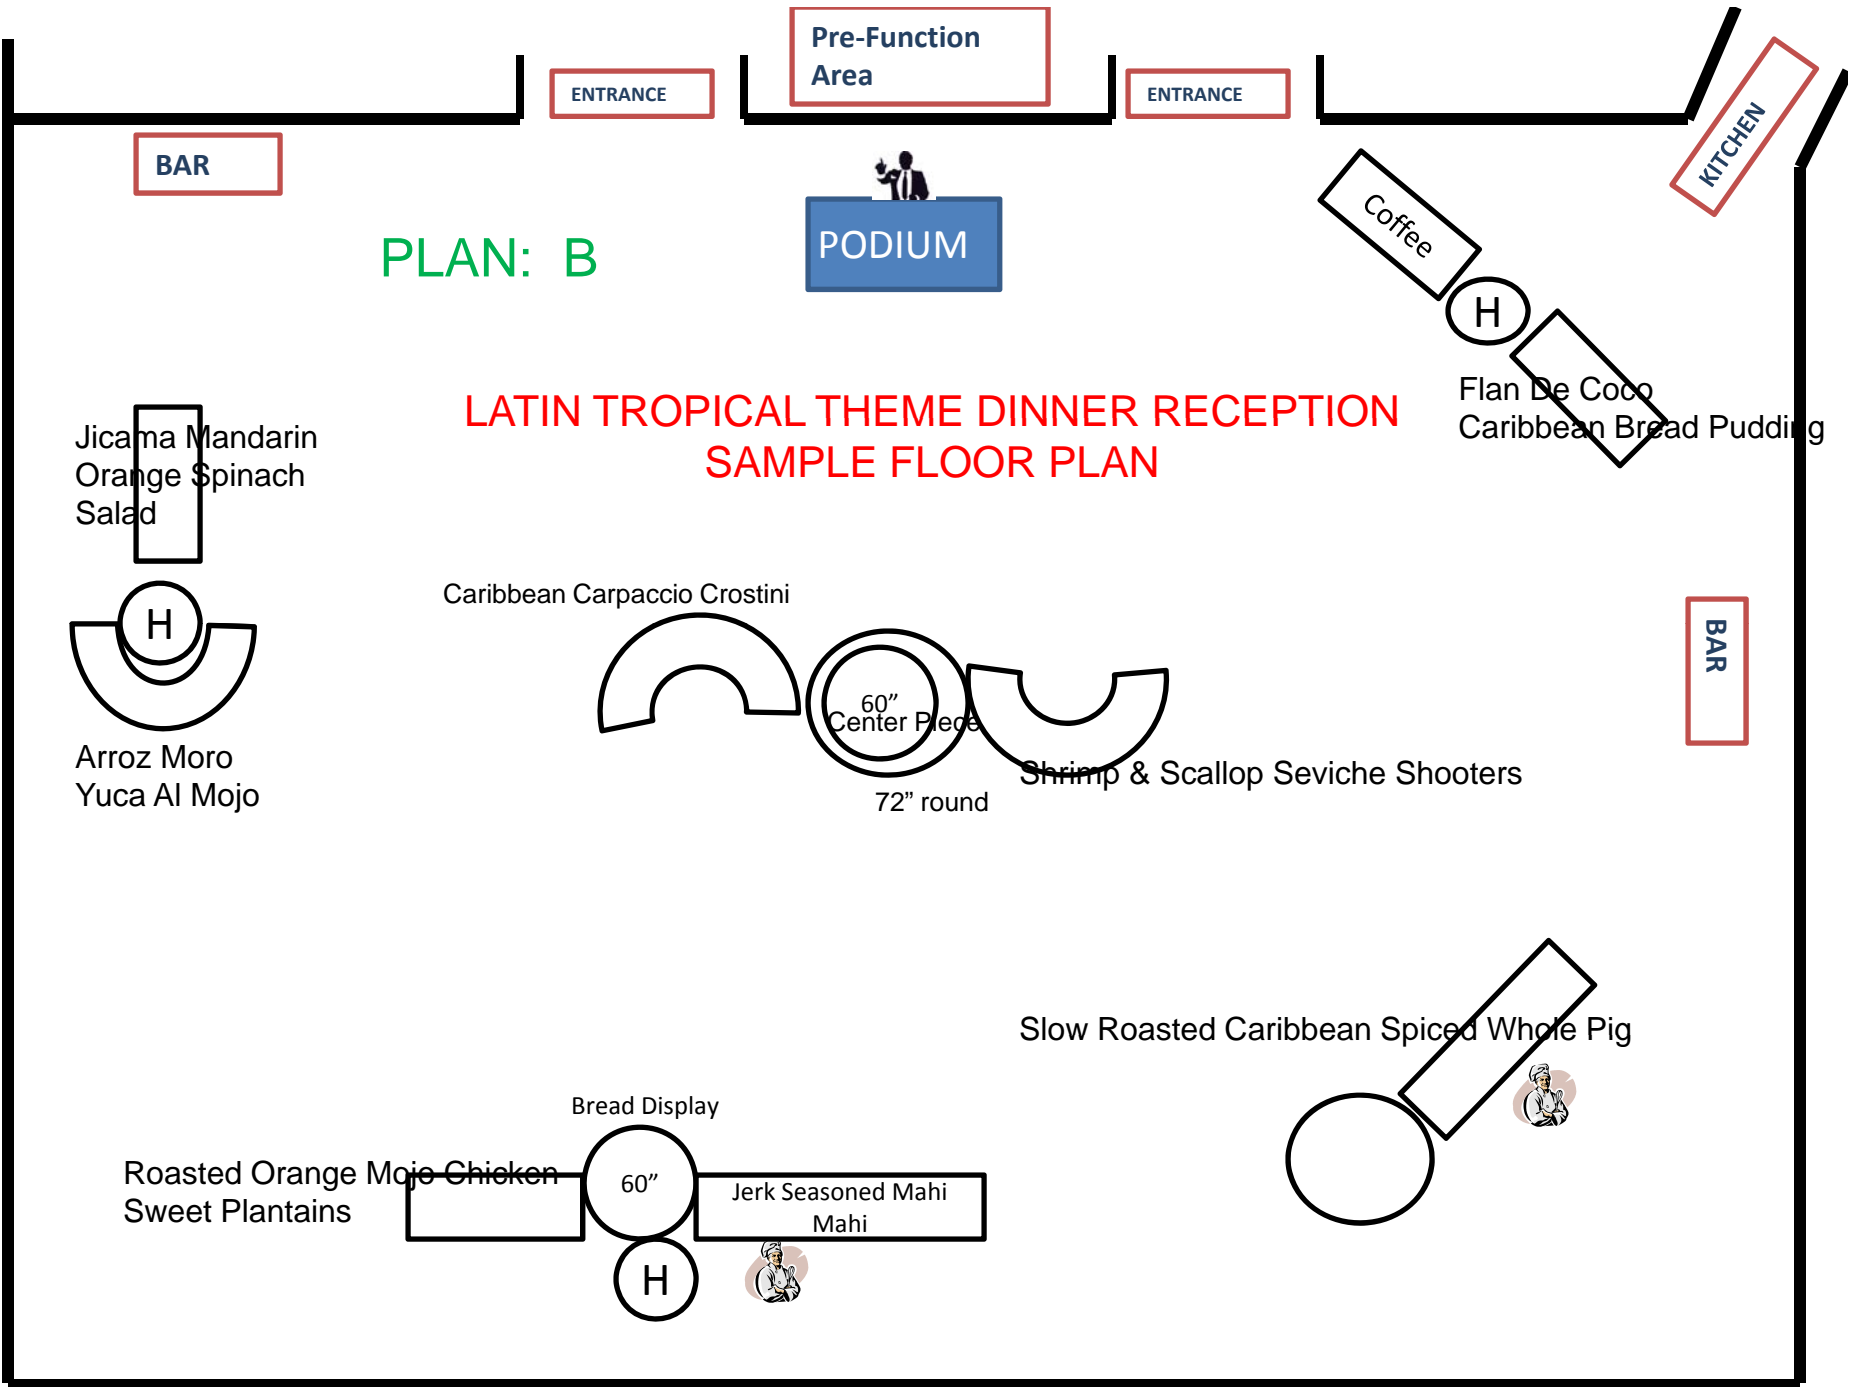 Pre-Function
Area
ENTRANCE
ENTRANCE
KITCHEN
BAR
PLAN: B
PODIUM
Coffee
H
Flan De Coco
Caribbean Bread Pudding
LATIN TROPICAL THEME DINNER RECEPTION
SAMPLE FLOOR PLAN
Jicama Mandarin
Orange Spinach
Salad
H
Arroz Moro
Yuca Al Mojo
Caribbean Carpaccio Crostini
60”
Center Piece
72” round
Shrimp & Scallop Seviche Shooters
BAR
Slow Roasted Caribbean Spiced Whole Pig
Bread Display
Roasted Orange Mojo Chicken
Sweet Plantains
60”
Jerk Seasoned Mahi
Mahi
H